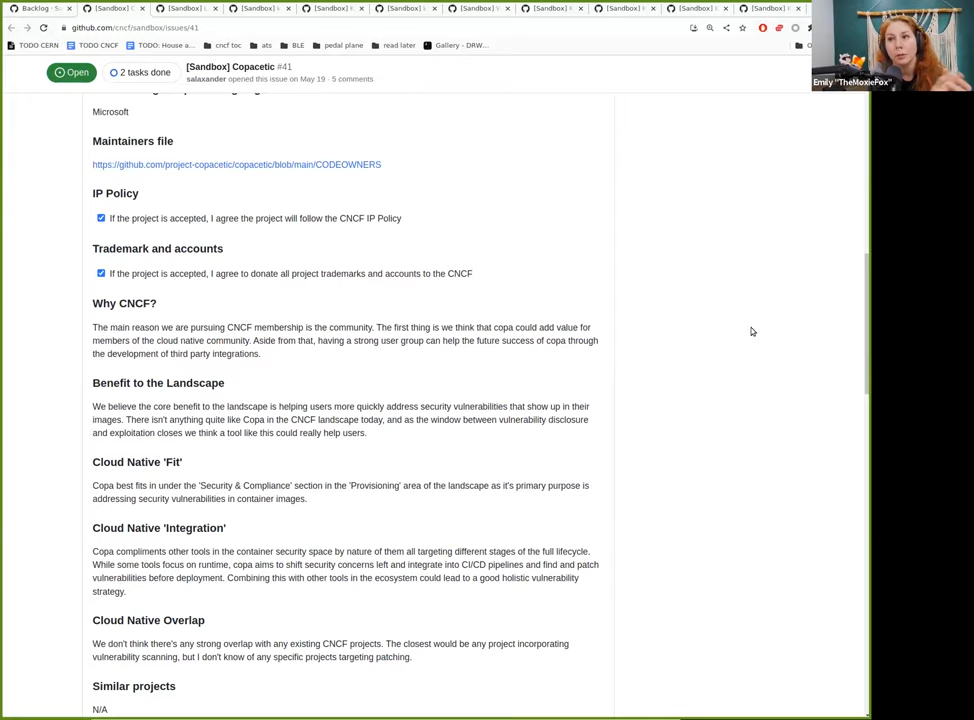 Backlog · S
[Sandbox] C
[Sandbox] L
[Sandbox] k
[Sandbox] K
[Sandbox]
[Sandbox] V
[Sandbox] K
[Sandbox]
[Sandbox] I
[Sandbox] K
github.com/cncf/sandbox/issues/41
TODO CERN
TODO CNCF
TODO: House a...
cncf toc
ats
BLE
pedal plane
read later
Gallery - DRW...
Emily "TheMoxieFox"
Open
2 tasks done
[Sandbox] Copacetic #41
salaxander opened this issue on May 19 · 5 comments
Microsoft
Maintainers file
https://github.com/project-copacetic/copacetic/blob/main/CODEOWNERS
IP Policy
If the project is accepted, I agree the project will follow the CNCF IP Policy
Trademark and accounts
If the project is accepted, I agree to donate all project trademarks and accounts to the CNCF
Why CNCF?
The main reason we are pursuing CNCF membership is the community. The first thing is we think that copa could add value for
members of the cloud native community. Aside from that, having a strong user group can help the future success of copa through
the development of third party integrations.
Benefit to the Landscape
We believe the core benefit to the landscape is helping users more quickly address security vulnerabilities that show up in their
images. There isn't anything quite like Copa in the CNCF landscape today, and as the window between vulnerability disclosure
and exploitation closes we think a tool like this could really help users.
Cloud Native 'Fit'
Copa best fits in under the 'Security & Compliance' section in the 'Provisioning' area of the landscape as it's primary purpose is
addressing security vulnerabilities in container images.
Cloud Native 'Integration'
Copa compliments other tools in the container security space by nature of them all targeting different stages of the full lifecycle.
While some tools focus on runtime, copa aims to shift security concerns left and integrate into CI/CD pipelines and find and patch
vulnerabilities before deployment. Combining this with other tools in the ecosystem could lead to a good holistic vulnerability
strategy.
Cloud Native Overlap
We don't think there's any strong overlap with any existing CNCF projects. The closest would be any project incorporating
vulnerability scanning, but I don't know of any specific projects targeting patching.
Similar projects
N/A